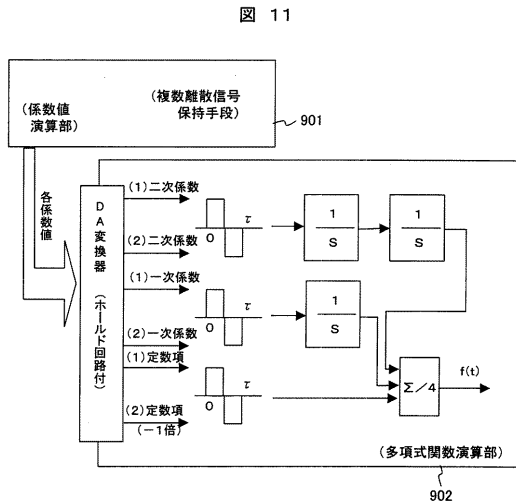 図 11
(係数値
演算部)
(複数離散信号
保持手段)
901
各係数値
DA変換器 (ホールド回路付)
(1)二次係数
(2)二次係数
(1)一次係数
(2)一次係数
(1)定数項
(2)定数項
(−1倍)
0
τ
1
S
1
S
0
τ
1
S
0
τ
Σ/4
f(t)
(多項式関数演算部)
902